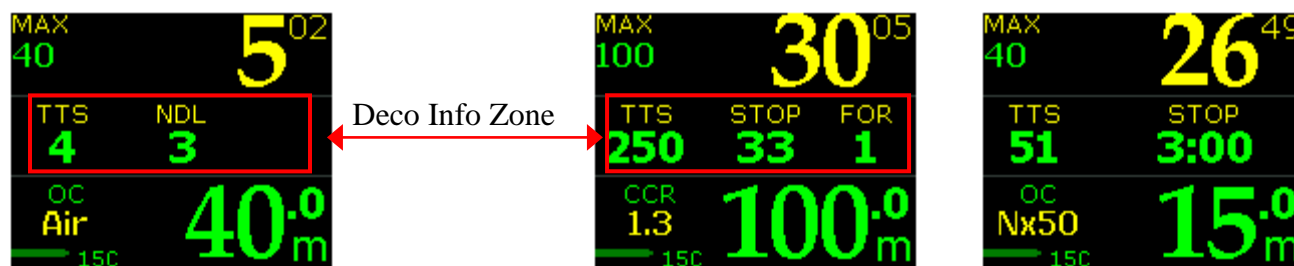 MAX
40
5 02
TTS NDL
4 3
OC
Air
15C
40.0
m
Deco Info Zone
MAX
100
30 05
TTS STOP FOR
250 33 1
CCR
1.3
15C
100.0
m
MAX
40
26 49
TTS STOP
51 3:00
OC
Nx50
15C
15.0
m